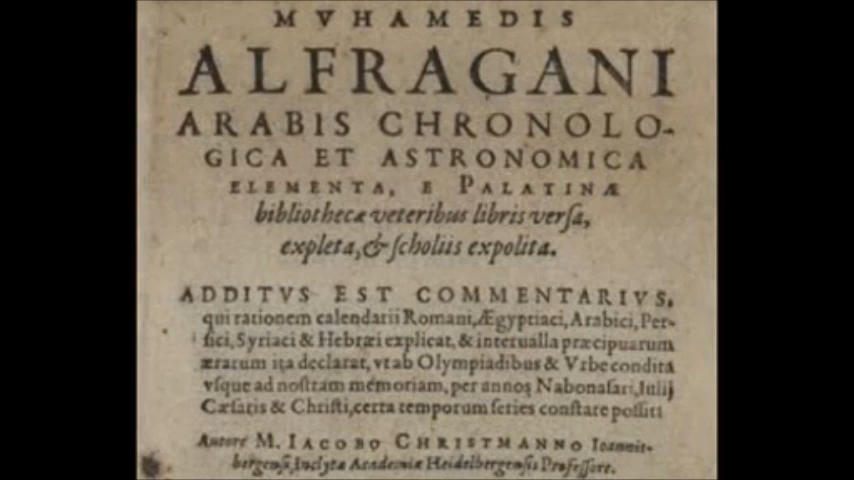 MVHAMEDIS
ALFRAGANI
ARABIS CHRONOLO-
GICA ET ASTRONOMICA
ELEMENTA, E PALATINÆ
bibliothecæ veteribus libris verſa,
expleta, & ſcholiis expolita.
ADDITVS EST COMMENTARIVS,
qui rationem calendarii Romani, Ægyptiaci, Arabici, Per-
ſici, Syriaci & Hebræi explicat, & interualla præcipuarum
ærarum ita declarat, vt ab Olympiadibus & Vrbe condita
vſque ad noſtram memoriam, per annos Nabonaſari, Iulij
Cæſaris & Chriſti, certa temporum ſeries conſtare poſſit
Autore M. IACOBO CHRISTMANNO Ioannis-
bergenſi, Inclytæ Academiæ Heidelbergenſis Profeſſore.